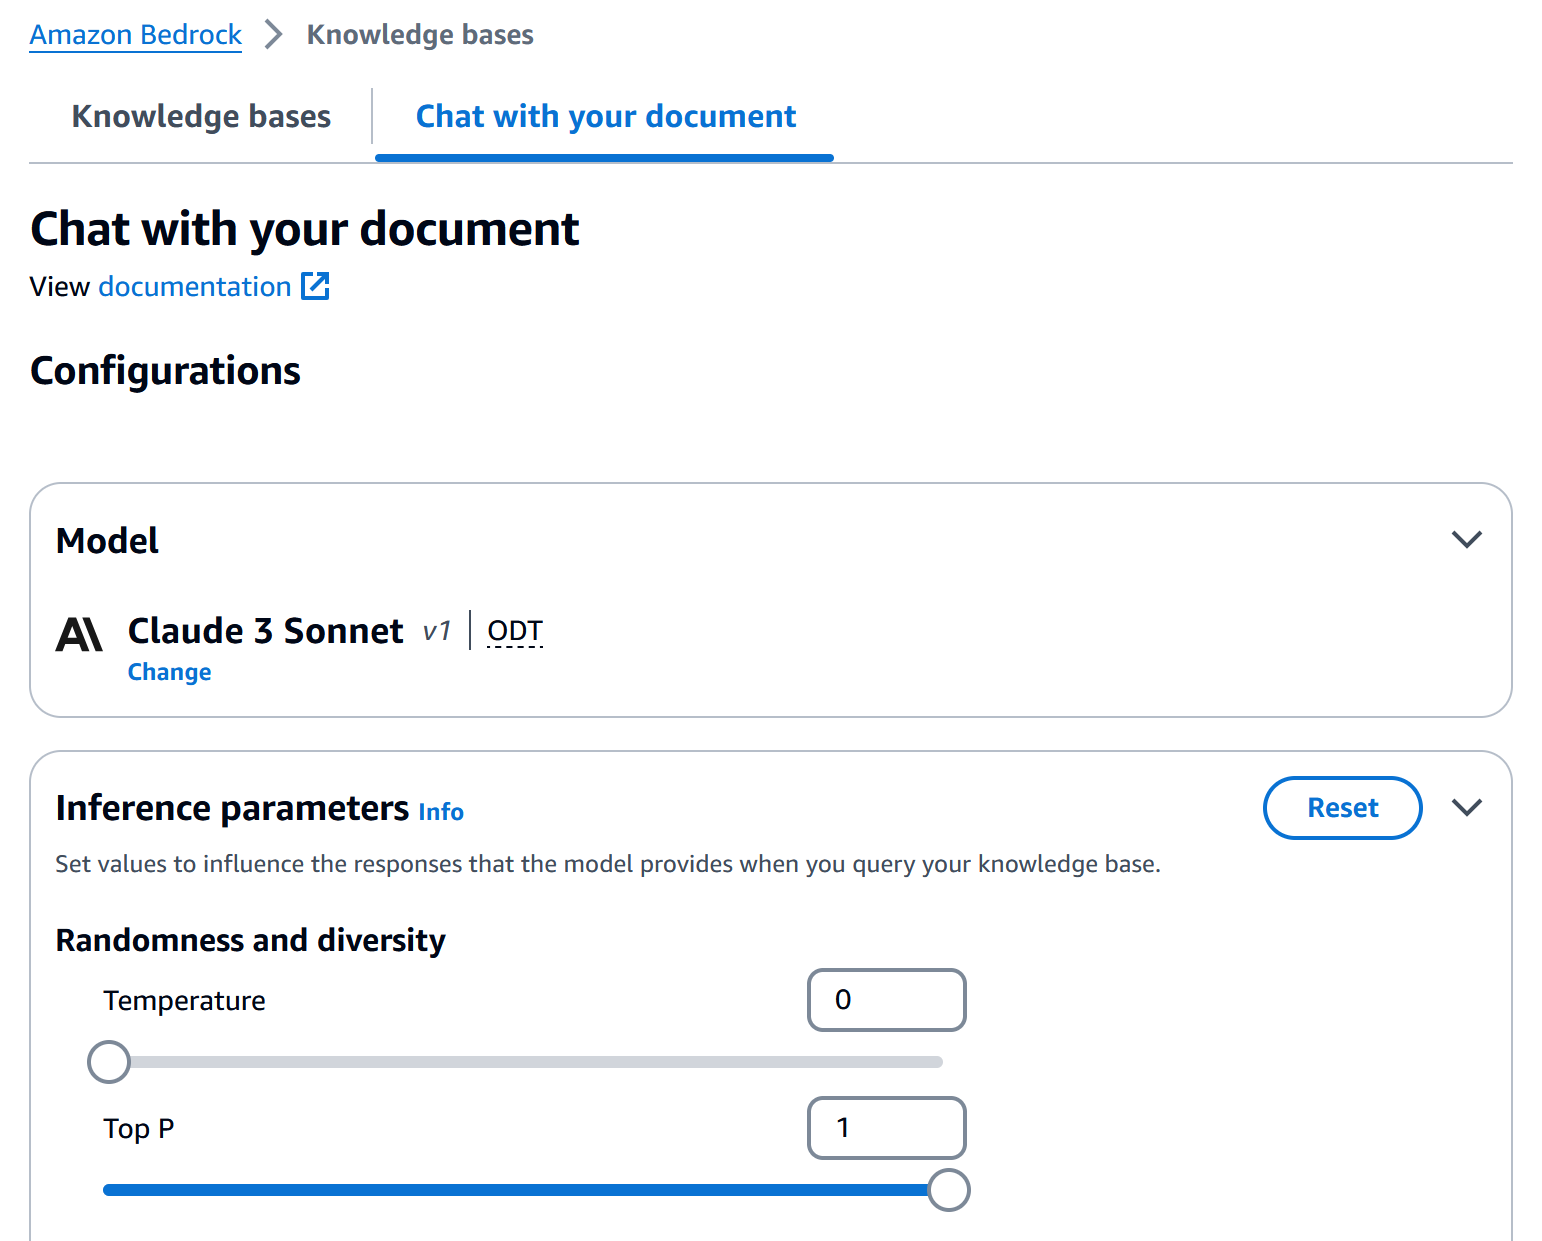 Amazon Bedrock > Knowledge bases
Knowledge bases | Chat with your document
Chat with your document
View documentation
Configurations
Model
Claude 3 Sonnet v1 | ODT
Change
Inference parameters Info Reset
Set values to influence the responses that the model provides when you query your knowledge base.
Randomness and diversity
Temperature 0
Top P 1